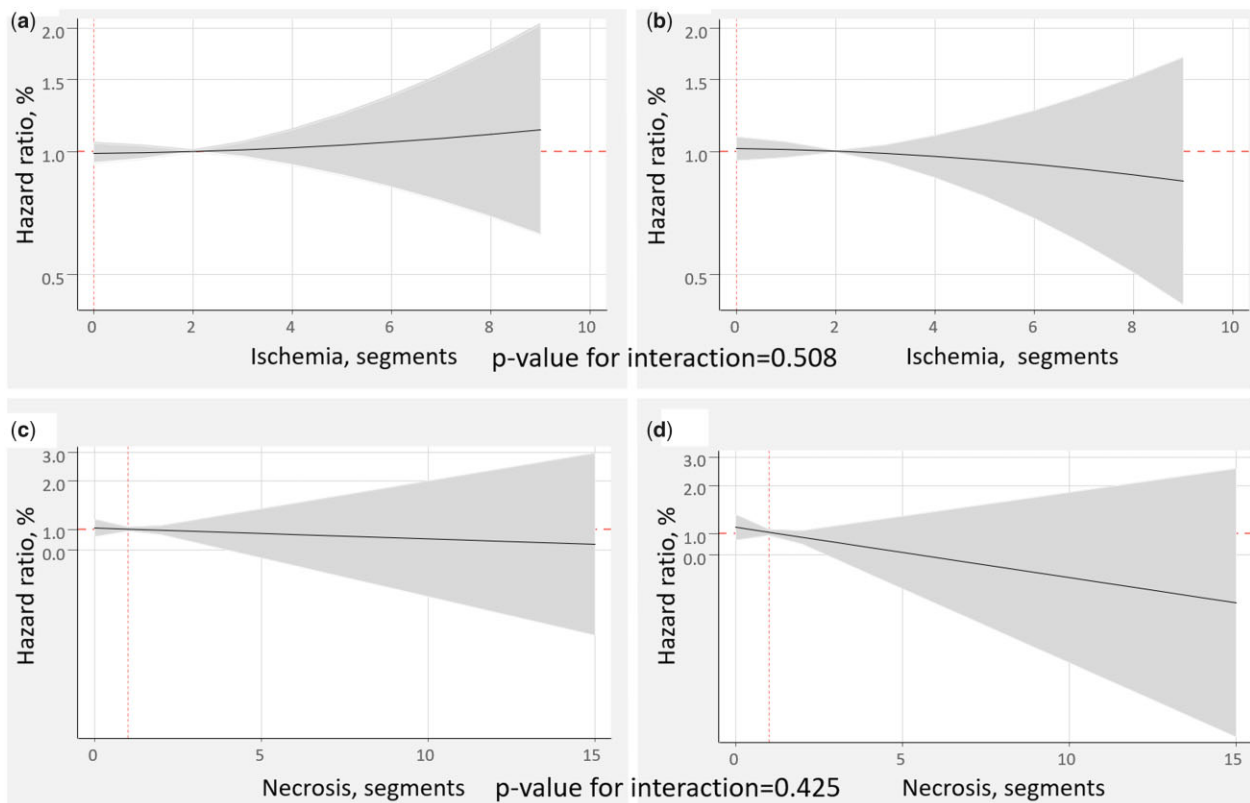 (a)
2.0
1.5
1.0
0.5
Hazard ratio, %
0 2 4 6 8 10
Ischemia, segments
(b)
2.0
1.5
1.0
0.5
Hazard ratio, %
0 2 4 6 8 10
Ischemia, segments
p-value for interaction=0.508
(c)
3.0
2.0
1.0
0.0
Hazard ratio, %
0 5 10 15
Necrosis, segments
(d)
3.0
2.0
1.0
0.0
Hazard ratio, %
0 5 10 15
Necrosis, segments
p-value for interaction=0.425